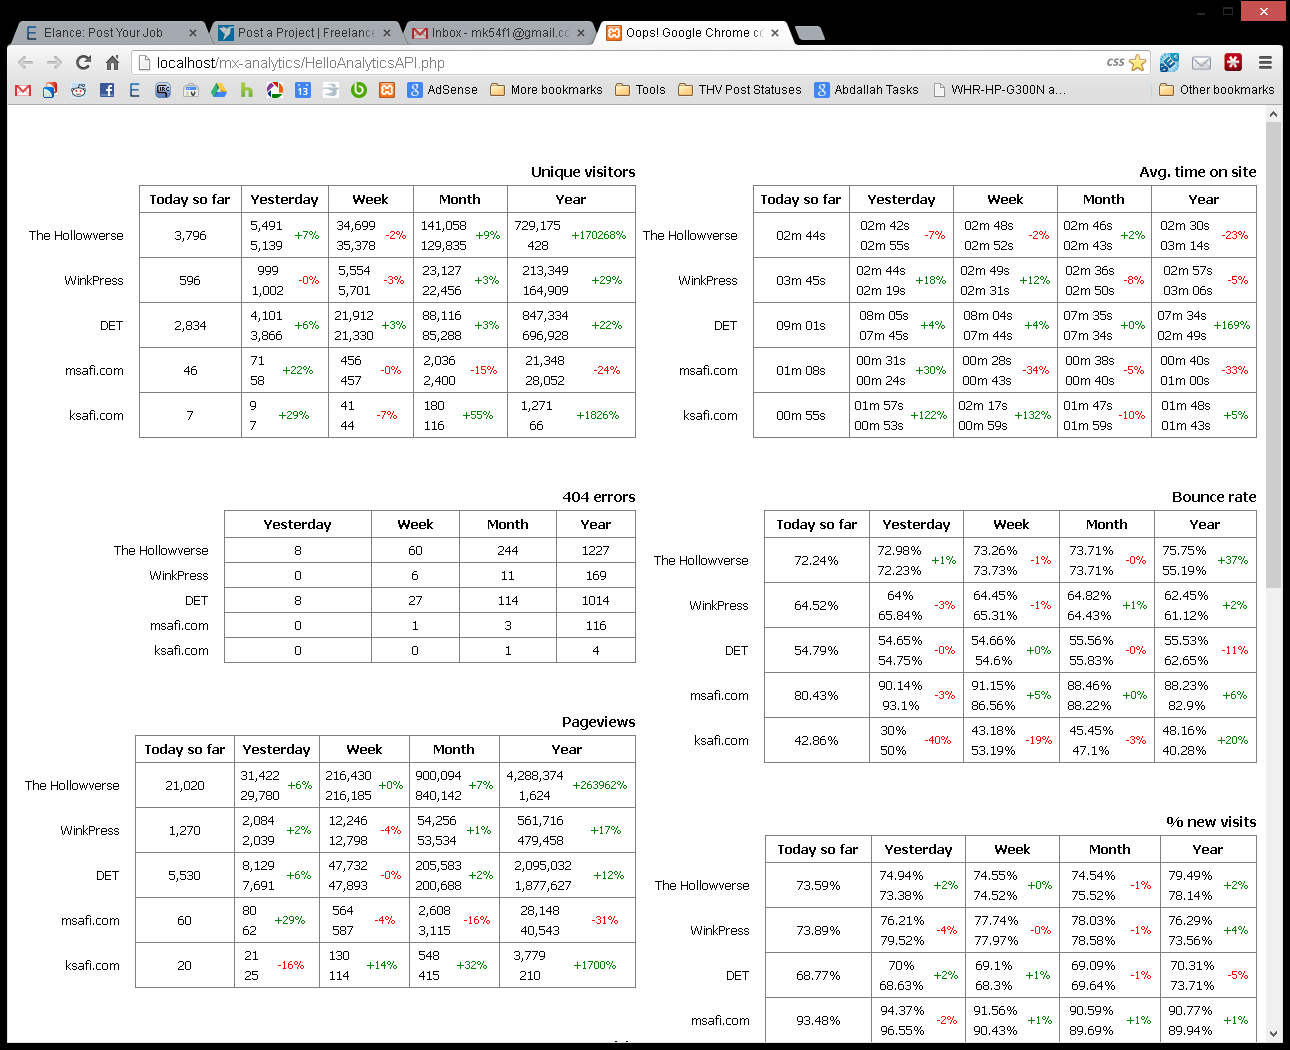 Elance: Post Your Job
Post a Project | Freelance
Inbox - mk54f1@gmail.co
Oops! Google Chrome co
localhost/mx-analytics/HelloAnalyticsAPI.php
css
AdSense More bookmarks Tools THV Post Statuses Abdallah Tasks WHR-HP-G300N a... Other bookmarks
Unique visitors
Today so far Yesterday Week Month Year
The Hollowverse 3,796 5,491 5,139 +7% 34,699 35,378 -2% 141,058 129,835 +9% 729,175 428 +170268%
WinkPress 596 999 1,002 -0% 5,554 5,701 -3% 23,127 22,456 +3% 213,349 164,909 +29%
DET 2,834 4,101 3,866 +6% 21,912 21,330 +3% 88,116 85,288 +3% 847,334 696,928 +22%
msafi.com 46 71 58 +22% 456 457 -0% 2,036 2,400 -15% 21,348 28,052 -24%
ksafi.com 7 9 7 +29% 41 44 -7% 180 116 +55% 1,271 66 +1826%
Avg. time on site
Today so far Yesterday Week Month Year
The Hollowverse 02m 44s 02m 42s 02m 55s -7% 02m 48s 02m 52s -2% 02m 46s 02m 43s +2% 02m 30s 03m 14s -23%
WinkPress 03m 45s 02m 44s 02m 19s +18% 02m 49s 02m 31s +12% 02m 36s 02m 50s -8% 02m 57s 03m 06s -5%
DET 09m 01s 08m 05s 07m 45s +4% 08m 04s 07m 44s +4% 07m 35s 07m 34s +0% 07m 34s 02m 49s +169%
msafi.com 01m 08s 00m 31s 00m 24s +30% 00m 28s 00m 43s -34% 00m 38s 00m 40s -5% 00m 40s 01m 00s -33%
ksafi.com 00m 55s 01m 57s 00m 53s +122% 02m 17s 00m 59s +132% 01m 47s 01m 59s -10% 01m 48s 01m 43s +5%
404 errors
Yesterday Week Month Year
The Hollowverse 8 60 244 1227
WinkPress 0 6 11 169
DET 8 27 114 1014
msafi.com 0 1 3 116
ksafi.com 0 0 1 4
Bounce rate
Today so far Yesterday Week Month Year
The Hollowverse 72.24% 72.98% 72.23% +1% 73.26% 73.73% -1% 73.71% 73.71% -0% 75.75% 55.19% +37%
WinkPress 64.52% 64% 65.84% -3% 64.45% 65.31% -1% 64.82% 64.43% +1% 62.45% 61.12% +2%
DET 54.79% 54.65% 54.75% -0% 54.66% 54.6% +0% 55.56% 55.83% -0% 55.53% 62.65% -11%
msafi.com 80.43% 90.14% 93.1% -3% 91.15% 86.56% +5% 88.46% 88.22% +0% 88.23% 82.9% +6%
ksafi.com 42.86% 30% 50% -40% 43.18% 53.19% -19% 45.45% 47.1% -3% 48.16% 40.28% +20%
Pageviews
Today so far Yesterday Week Month Year
The Hollowverse 21,020 31,422 29,780 +6% 216,430 216,185 +0% 900,094 840,142 +7% 4,288,374 1,624 +263962%
WinkPress 1,270 2,084 2,039 +2% 12,246 12,798 -4% 54,256 53,534 +1% 561,716 479,458 +17%
DET 5,530 8,129 7,691 +6% 47,732 47,893 -0% 205,583 200,688 +2% 2,095,032 1,877,627 +12%
msafi.com 60 80 62 +29% 564 587 -4% 2,608 3,115 -16% 28,148 40,543 -31%
ksafi.com 20 21 25 -16% 130 114 +14% 548 415 +32% 3,779 210 +1700%
% new visits
Today so far Yesterday Week Month Year
The Hollowverse 73.59% 74.94% 73.38% +2% 74.55% 74.52% +0% 74.54% 75.52% -1% 79.49% 78.14% +2%
WinkPress 73.89% 76.21% 79.52% -4% 77.74% 77.97% -0% 78.03% 78.58% -1% 76.29% 73.56% +4%
DET 68.77% 70% 68.63% +2% 69.1% 68.3% +1% 69.09% 69.64% -1% 70.31% 73.71% -5%
msafi.com 93.48% 94.37% 96.55% -2% 91.56% 90.43% +1% 90.59% 89.69% +1% 90.77% 89.94% +1%